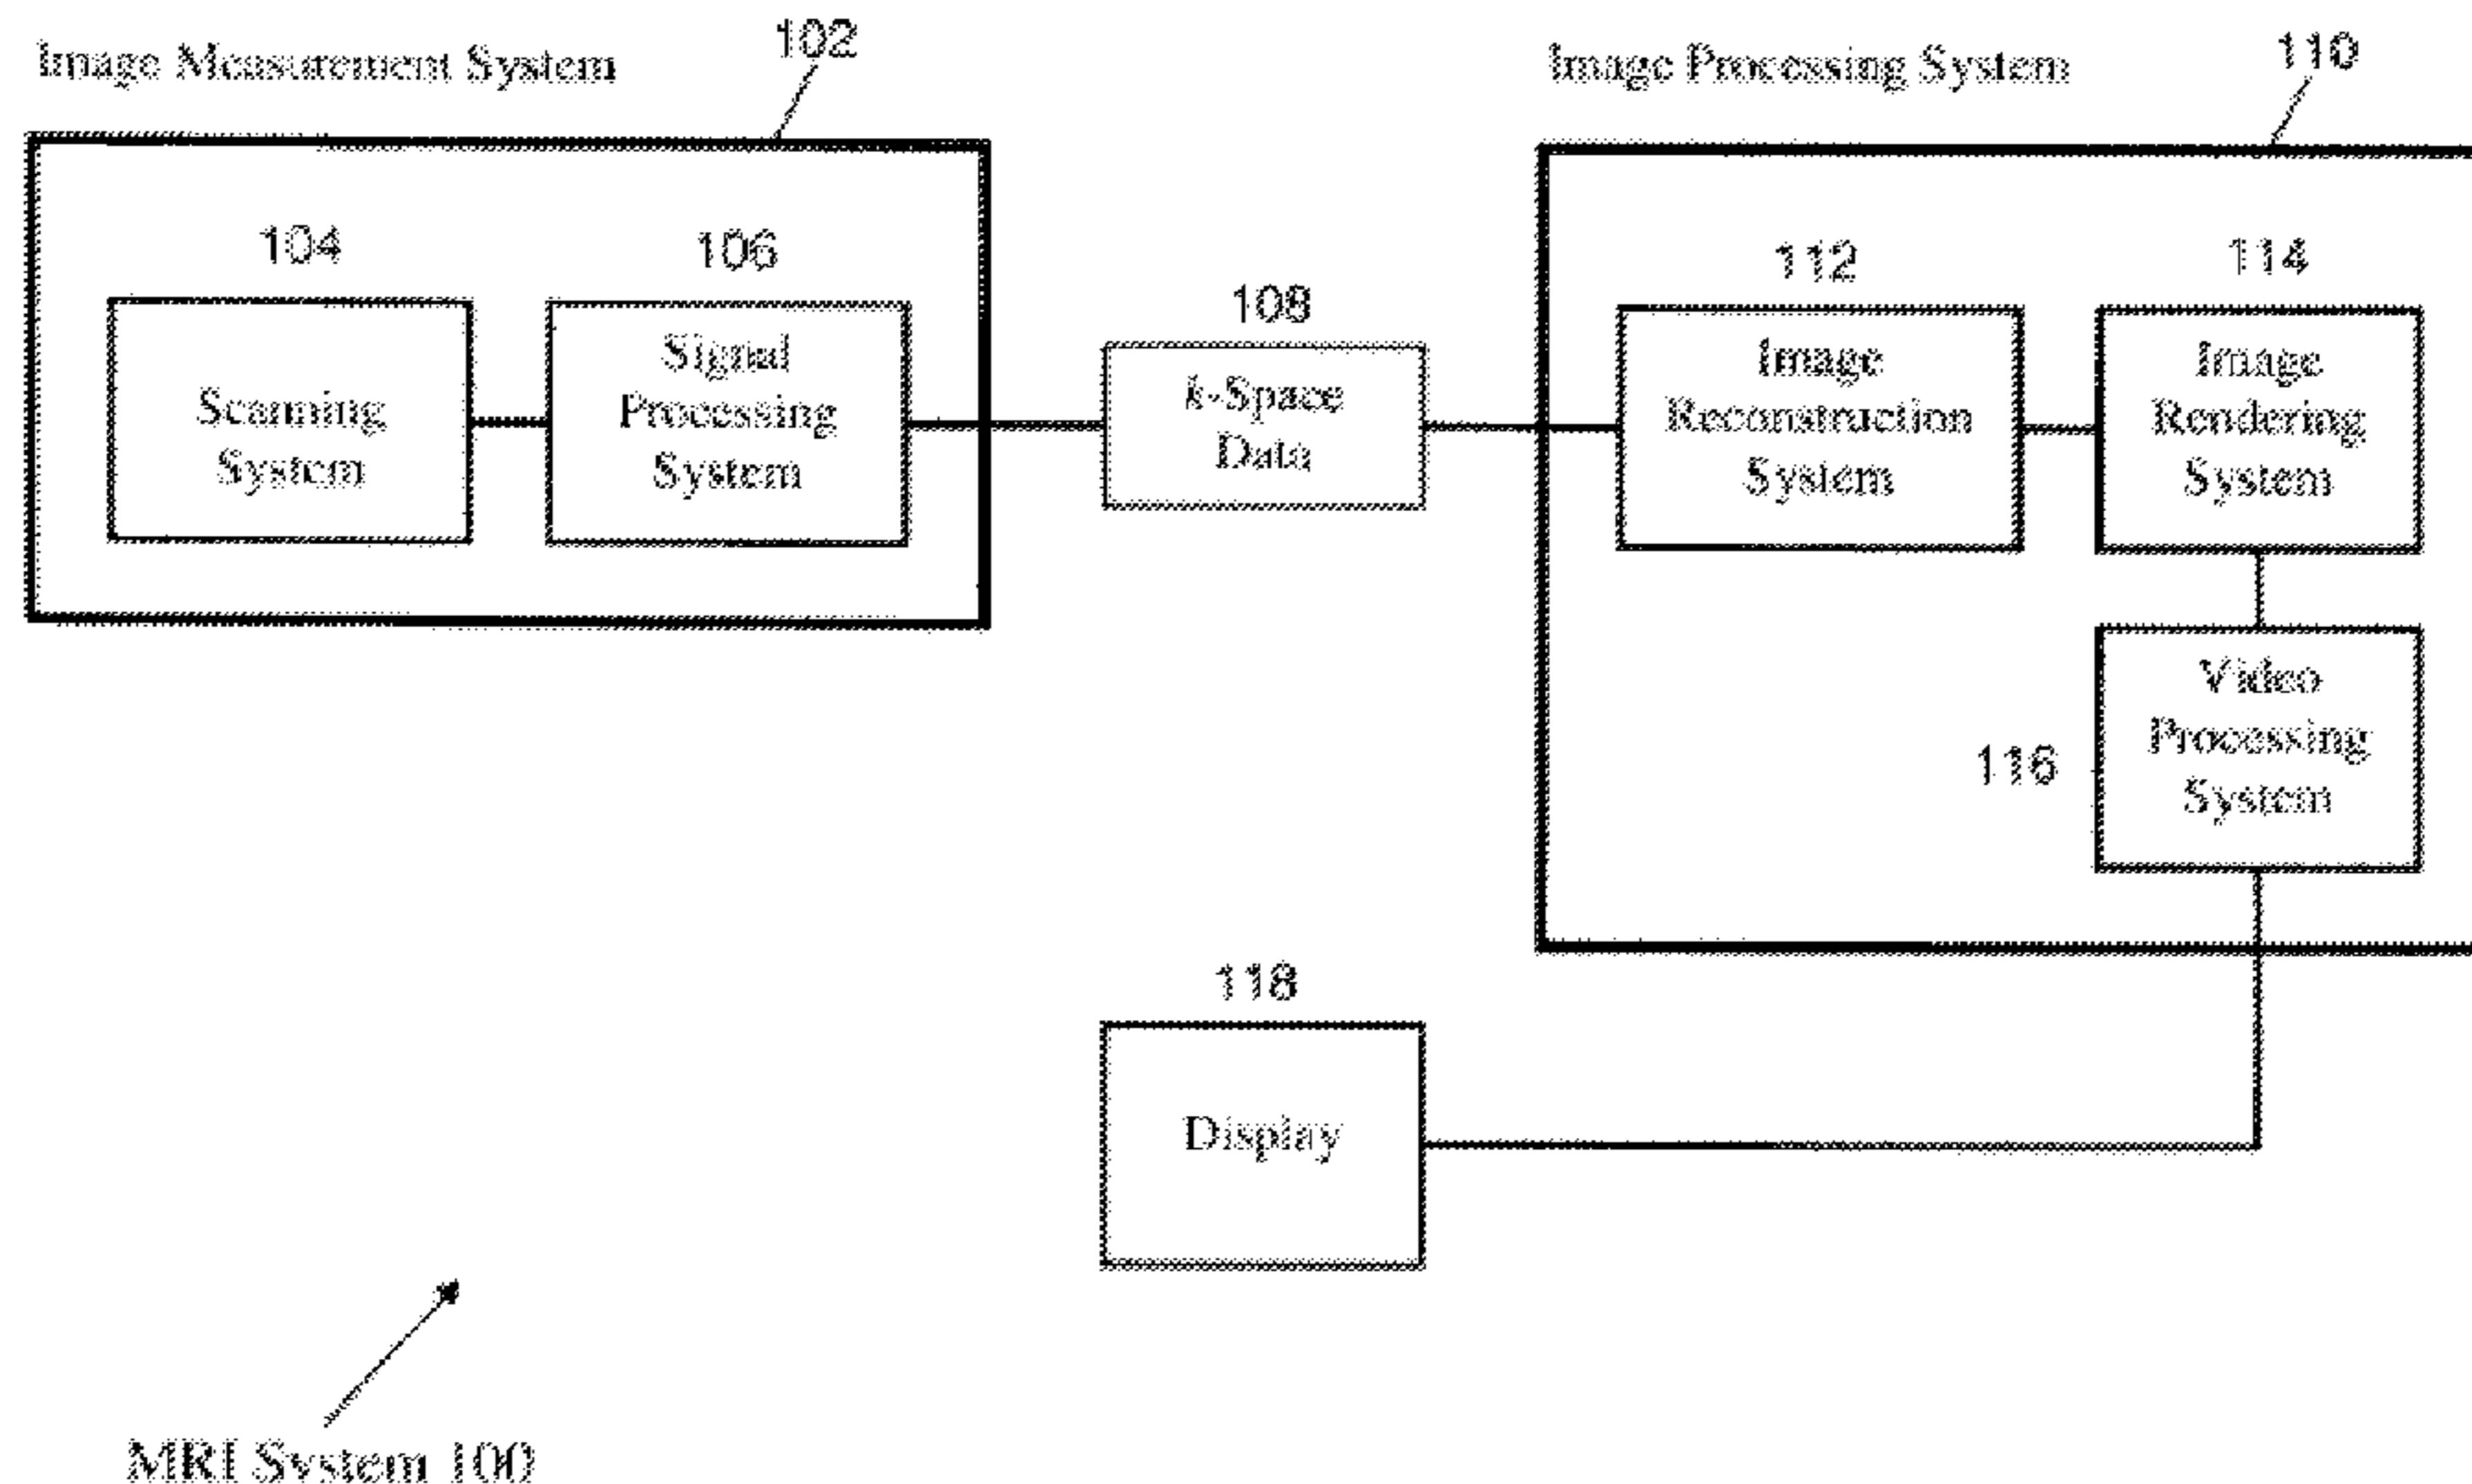 Image Measurement System
102
Image Processing System
110
104
106
108
112
114
Scanning
System
Signal
Processing
System
k-Space
Data
Image
Reconstruction
System
Image
Rendering
System
116
Video
Processing
System
118
Display
MRI System 100